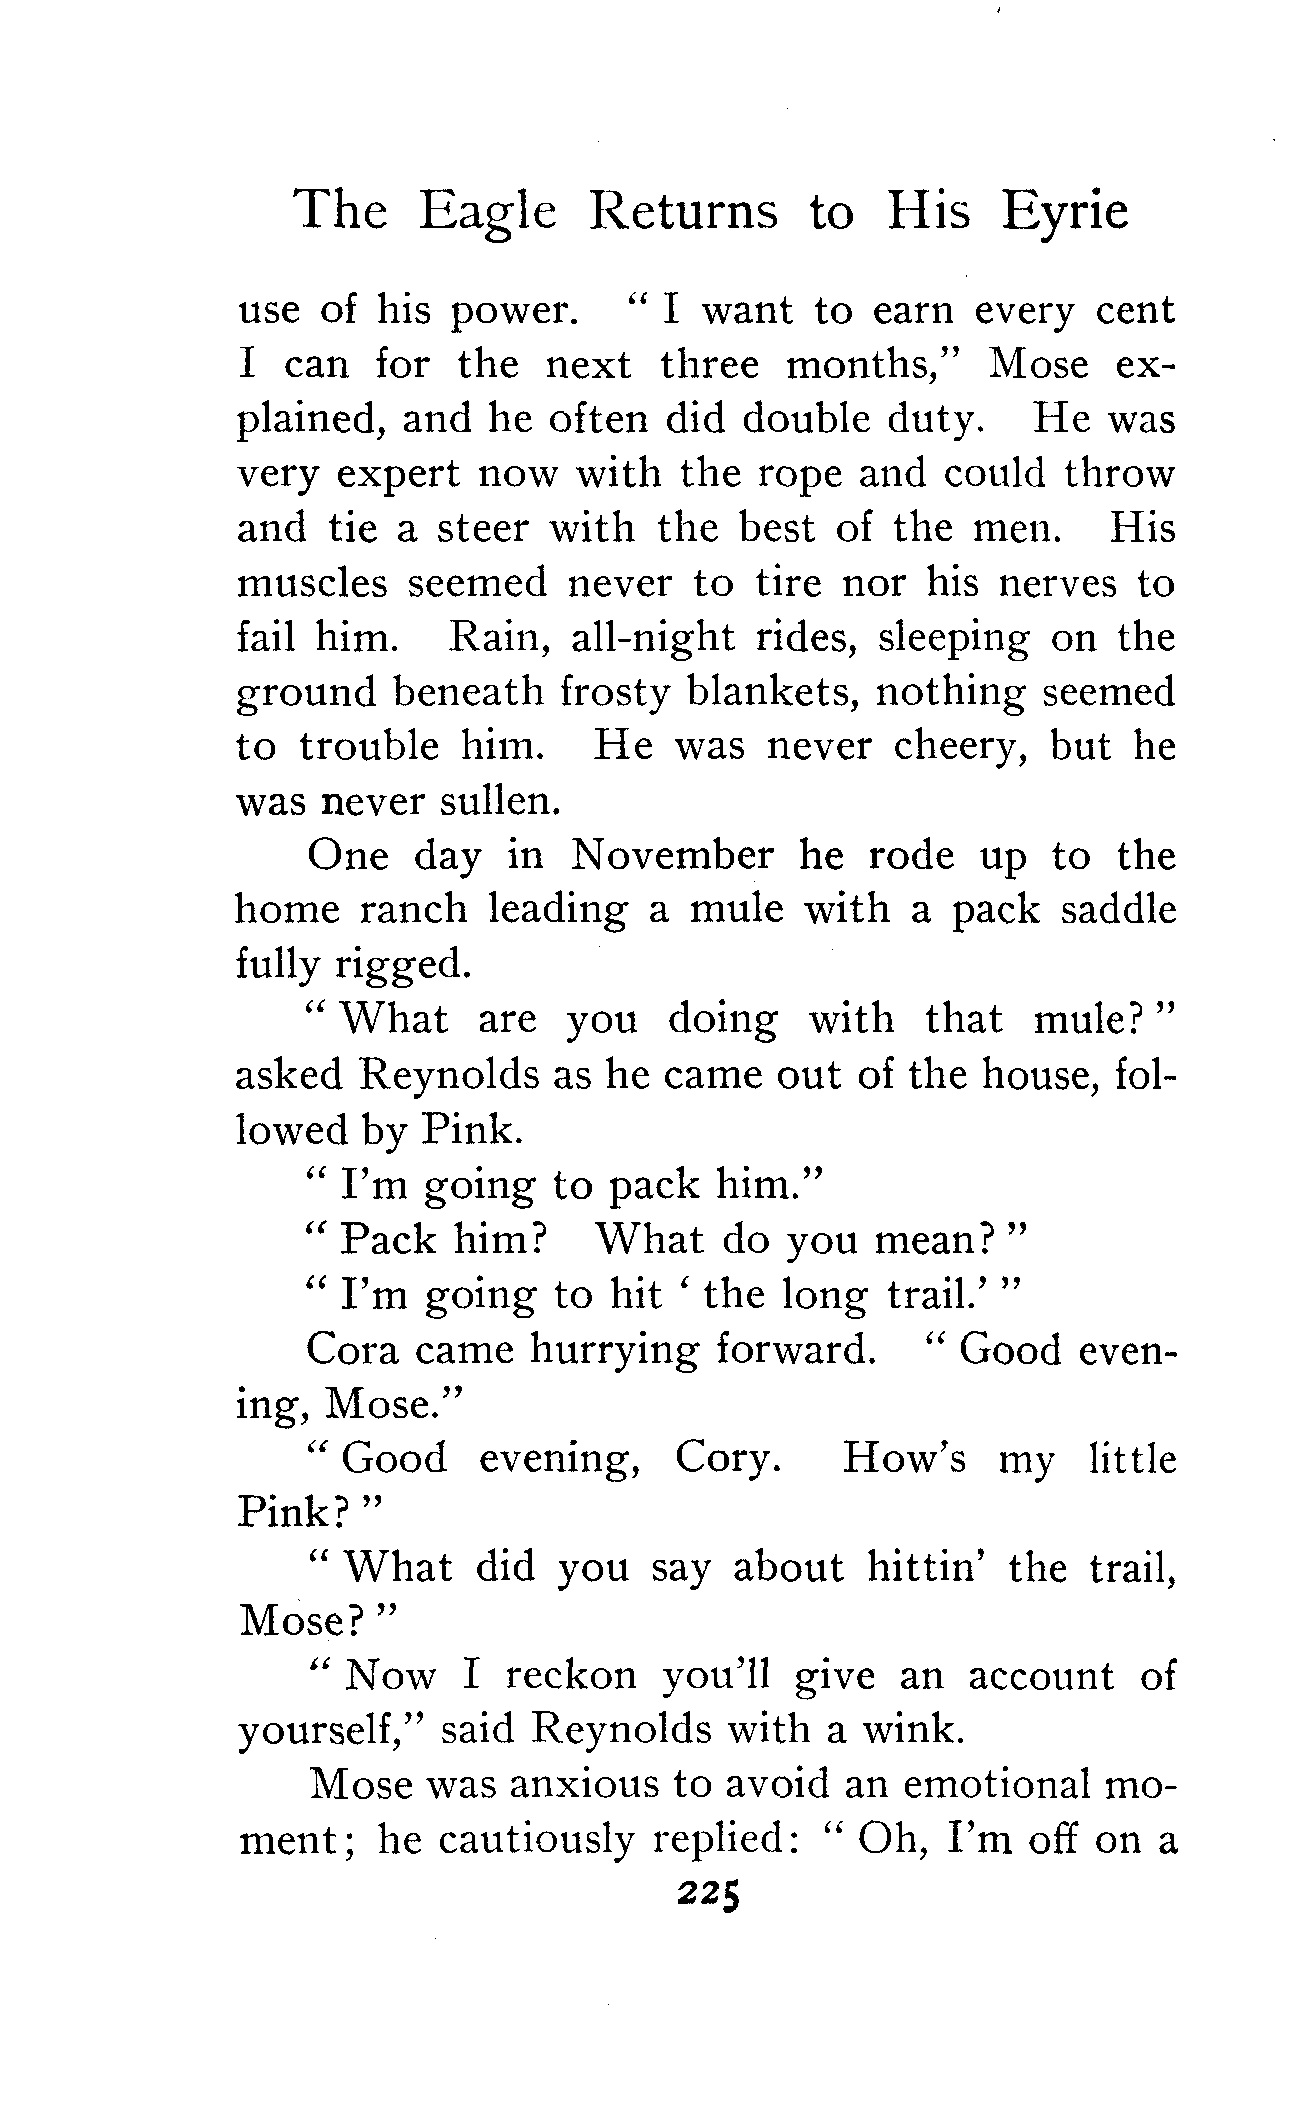 The Eagle Returns to His Eyrie
use of his power. " I want to earn every cent
I can for the next three months," Mose ex-
plained, and he often did double duty. He was
very expert now with the rope and could throw
and tie a steer with the best of the men. His
muscles seemed never to tire nor his nerves to
fail him. Rain, all-night rides, sleeping on the
ground beneath frosty blankets, nothing seemed
to trouble him. He was never cheery, but he
was never sullen.
One day in November he rode up to the
home ranch leading a mule with a pack saddle
fully rigged.
" What are you doing with that mule? "
asked Reynolds as he came out of the house, fol-
lowed by Pink.
" I'm going to pack him."
" Pack him? What do you mean? "
" I'm going to hit ' the long trail.' "
Cora came hurrying forward. " Good even-
ing, Mose."
" Good evening, Cory. How's my little
Pink? "
" What did you say about hittin' the trail,
Mose? "
" Now I reckon you'll give an account of
yourself," said Reynolds with a wink.
Mose was anxious to avoid an emotional mo-
ment; he cautiously replied: " Oh, I'm off on a
225